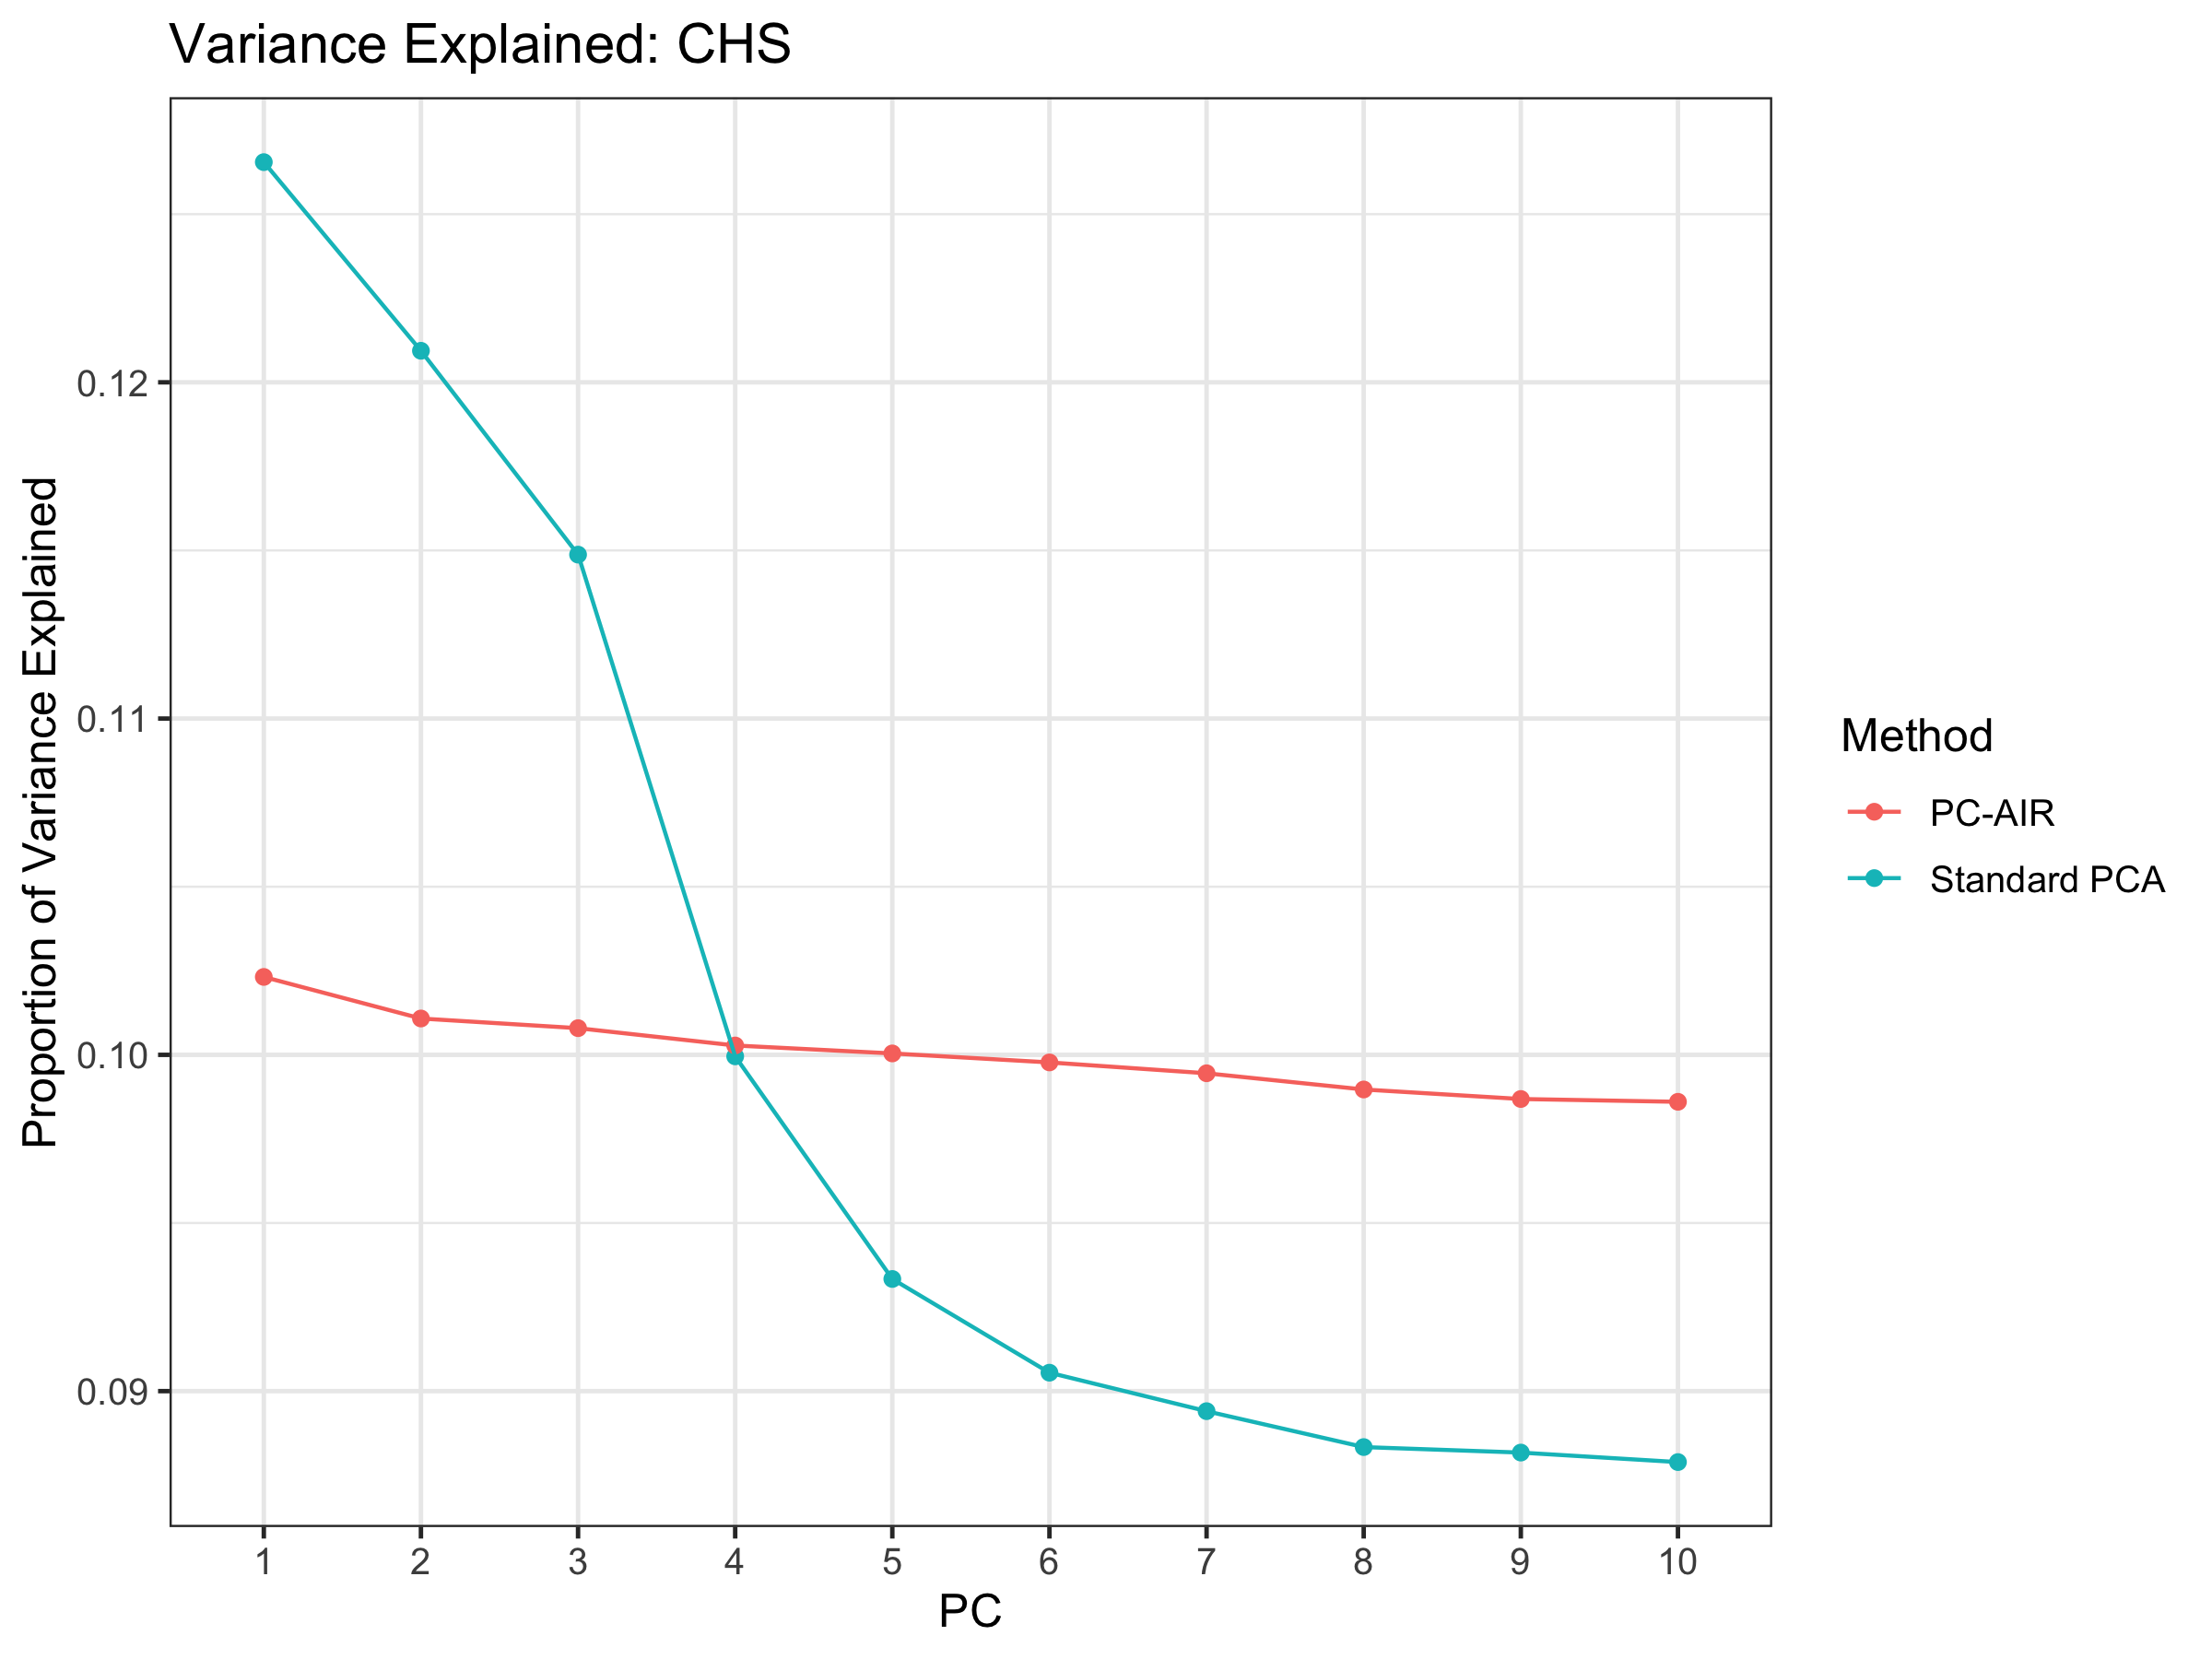 Variance Explained: CHS
Proportion of Variance Explained
0.12
0.11
0.10
0.09
1 2 3 4 5 6 7 8 9 10
PC
Method
PC-AIR
Standard PCA